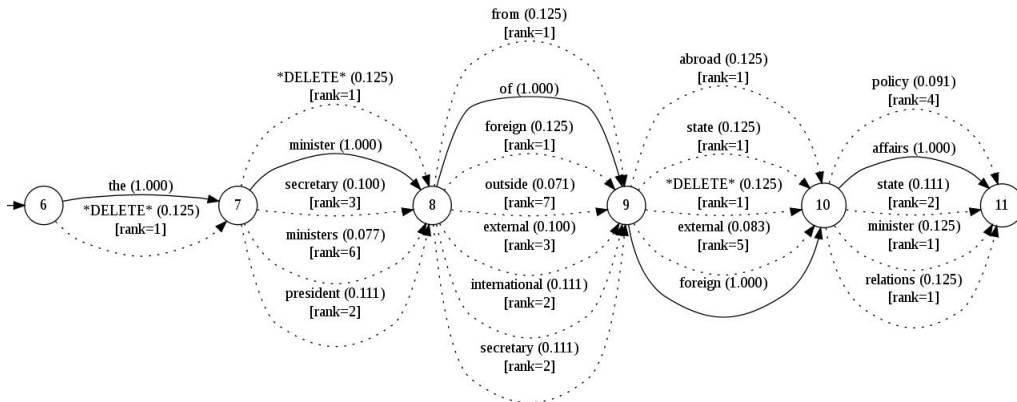 6
the (1.000)
*DELETE* (0.125)
[rank=1]
7
*DELETE* (0.125)
[rank=1]
minister (1.000)
secretary (0.100)
[rank=3]
ministers (0.077)
[rank=6]
president (0.111)
[rank=2]
8
from (0.125)
[rank=1]
of (1.000)
foreign (0.125)
[rank=1]
outside (0.071)
[rank=7]
external (0.100)
[rank=3]
international (0.111)
[rank=2]
secretary (0.111)
[rank=2]
9
abroad (0.125)
[rank=1]
state (0.125)
[rank=1]
*DELETE* (0.125)
[rank=1]
external (0.083)
[rank=5]
foreign (1.000)
10
policy (0.091)
[rank=4]
affairs (1.000)
state (0.111)
[rank=2]
minister (0.125)
[rank=1]
relations (0.125)
[rank=1]
11